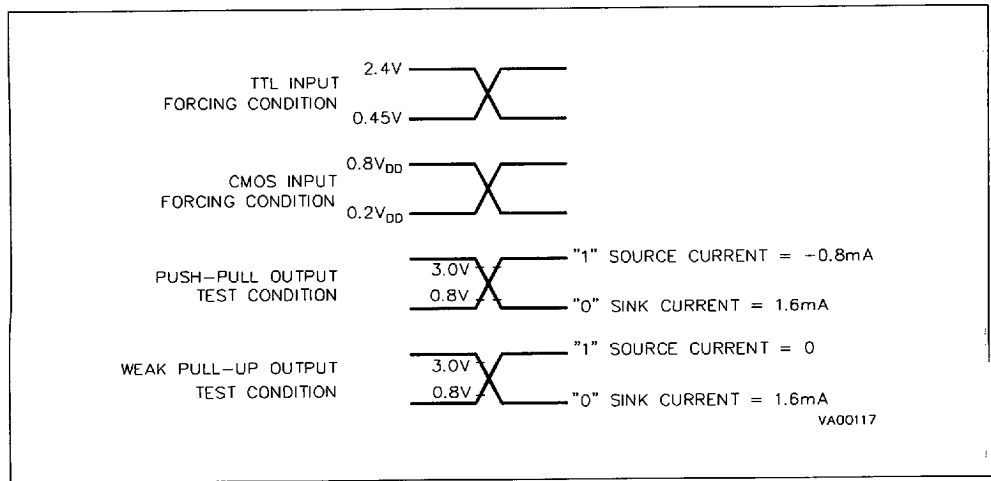 TTL INPUT
FORCING CONDITION
2.4V
0.45V
CMOS INPUT
FORCING CONDITION
0.8V_DD
0.2V_DD
PUSH-PULL OUTPUT
TEST CONDITION
3.0V
0.8V
"1" SOURCE CURRENT = -0.8mA
"0" SINK CURRENT = 1.6mA
WEAK PULL-UP OUTPUT
TEST CONDITION
3.0V
0.8V
"1" SOURCE CURRENT = 0
"0" SINK CURRENT = 1.6mA
VA00117